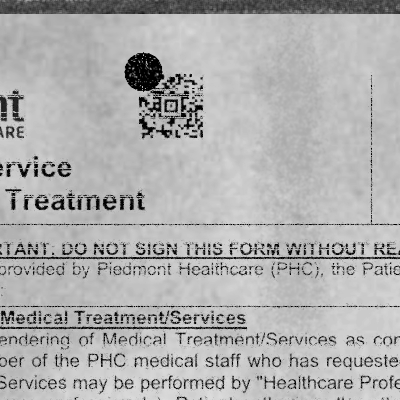 nt
ARE
ervice
Treatment
RTANT: DO NOT SIGN THIS FORM WITHOUT REA
provided by Piedmont Healthcare (PHC), the Patie
:
Medical Treatment/Services
endering of Medical Treatment/Services as con
ber of the PHC medical staff who has requeste
Services may be performed by "Healthcare Profe